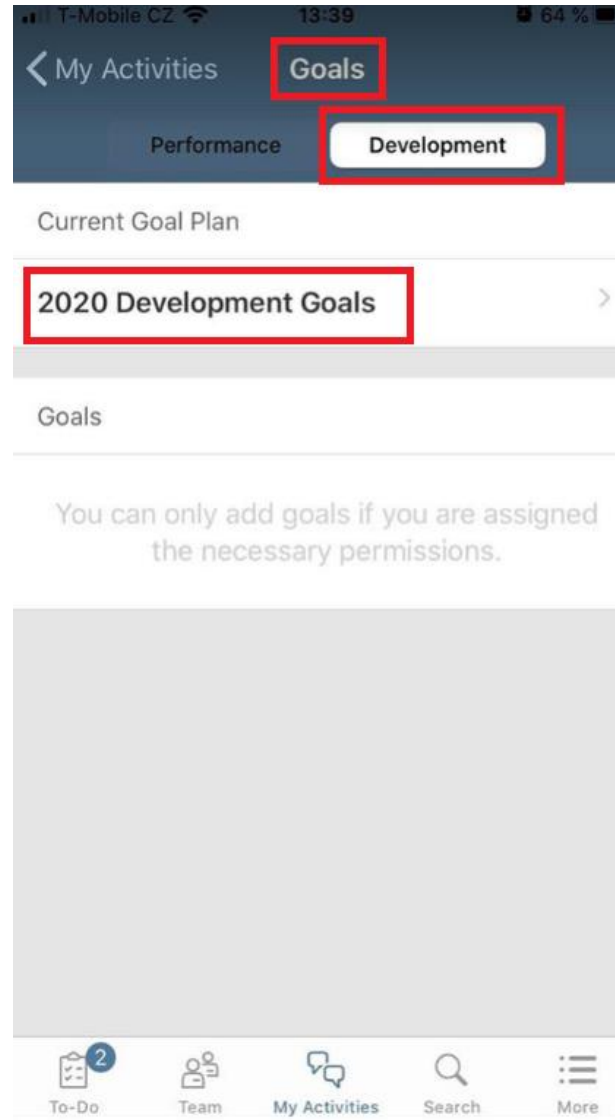 T-Mobile CZ 13:39 64 %
My Activities Goals
Performance Development
Current Goal Plan
2020 Development Goals
Goals
You can only add goals if you are assigned
the necessary permissions.
2
To-Do Team My Activities Search More